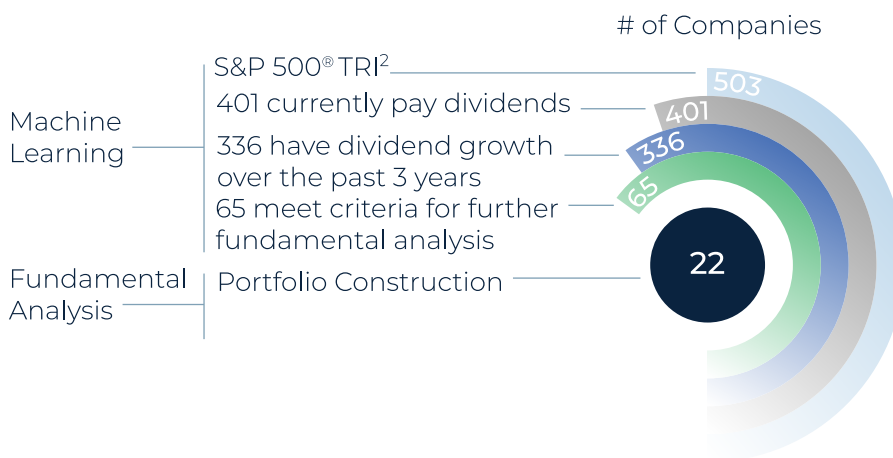 # of Companies
Machine
Learning
S&P 500® TRI²
401 currently pay dividends
336 have dividend growth
over the past 3 years
65 meet criteria for further
fundamental analysis
Fundamental
Analysis
Portfolio Construction
503
401
336
65
22